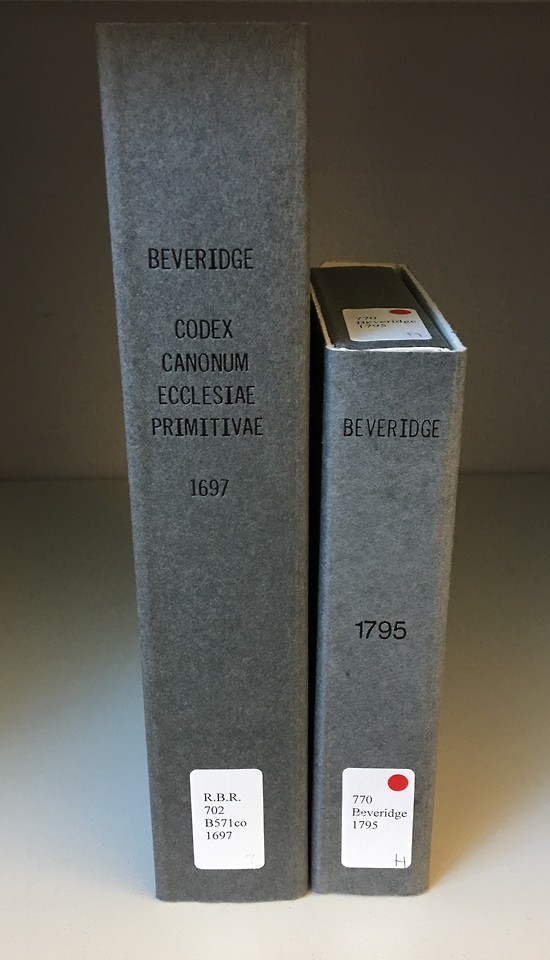 BEVERIDGE
CODEX
CANONUM
ECCLESIAE
PRIMITIVAE
1697
R.B.R.
702
B571co
1697
770
Beveridge
1795
BEVERIDGE
1795
770
Beveridge
1795
H